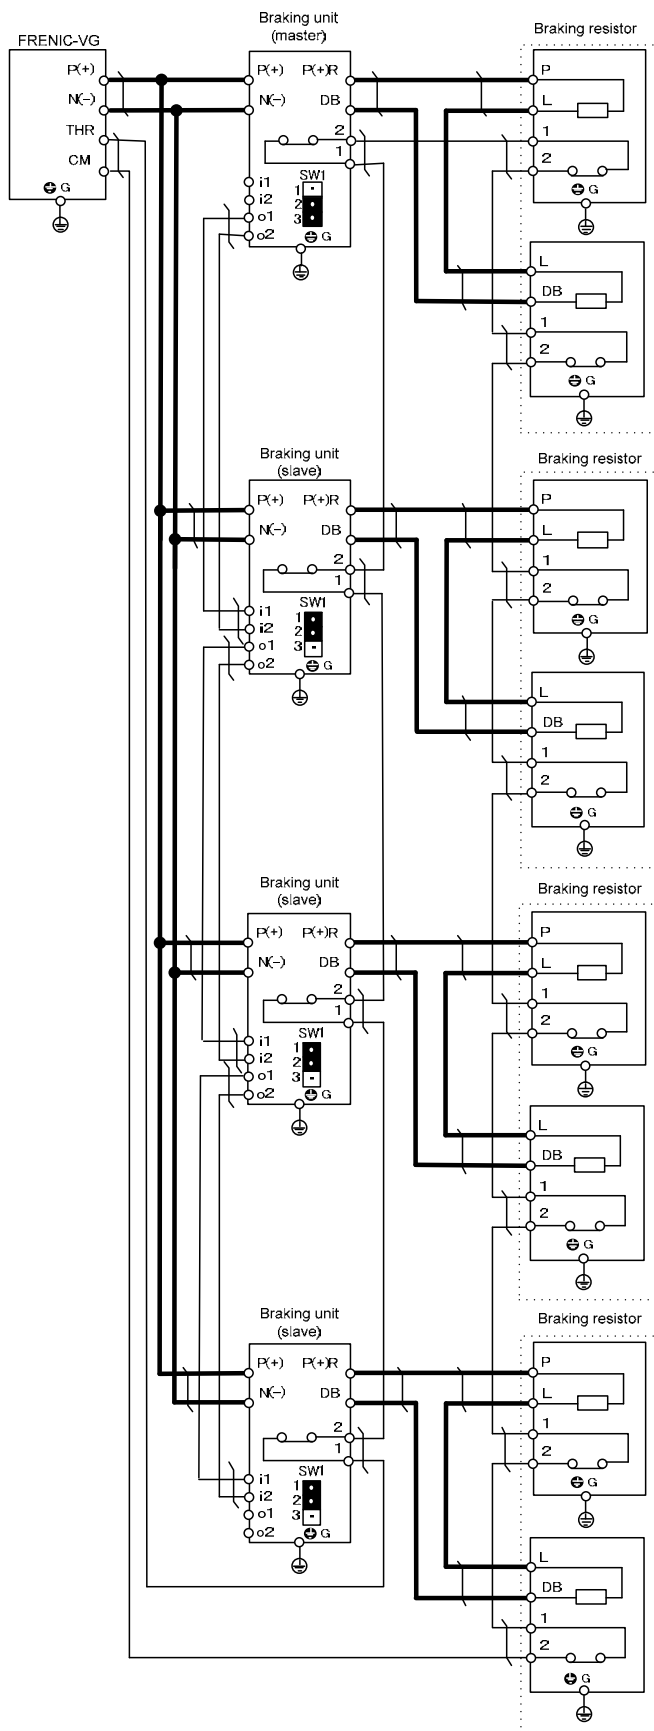 Braking unit
(master)
Braking resistor
FRENIC-VG
P(+)
N(-)
THR
CM
G
P(+) P(+)R
N(-) DB
2
1
i1
i2
o1
o2
SW1
1
2
3
G
P
L
1
2
G
L
DB
1
2
G
Braking unit
(slave)
Braking resistor
P(+) P(+)R
N(-) DB
2
1
i1
i2
o1
o2
SW1
1
2
3
G
P
L
1
2
G
L
DB
1
2
G
Braking unit
(slave)
Braking resistor
P(+) P(+)R
N(-) DB
2
1
i1
i2
o1
o2
SW1
1
2
3
G
P
L
1
2
G
L
DB
1
2
G
Braking unit
(slave)
Braking resistor
P(+) P(+)R
N(-) DB
2
1
i1
i2
o1
o2
SW1
1
2
3
G
P
L
1
2
G
L
DB
1
2
G